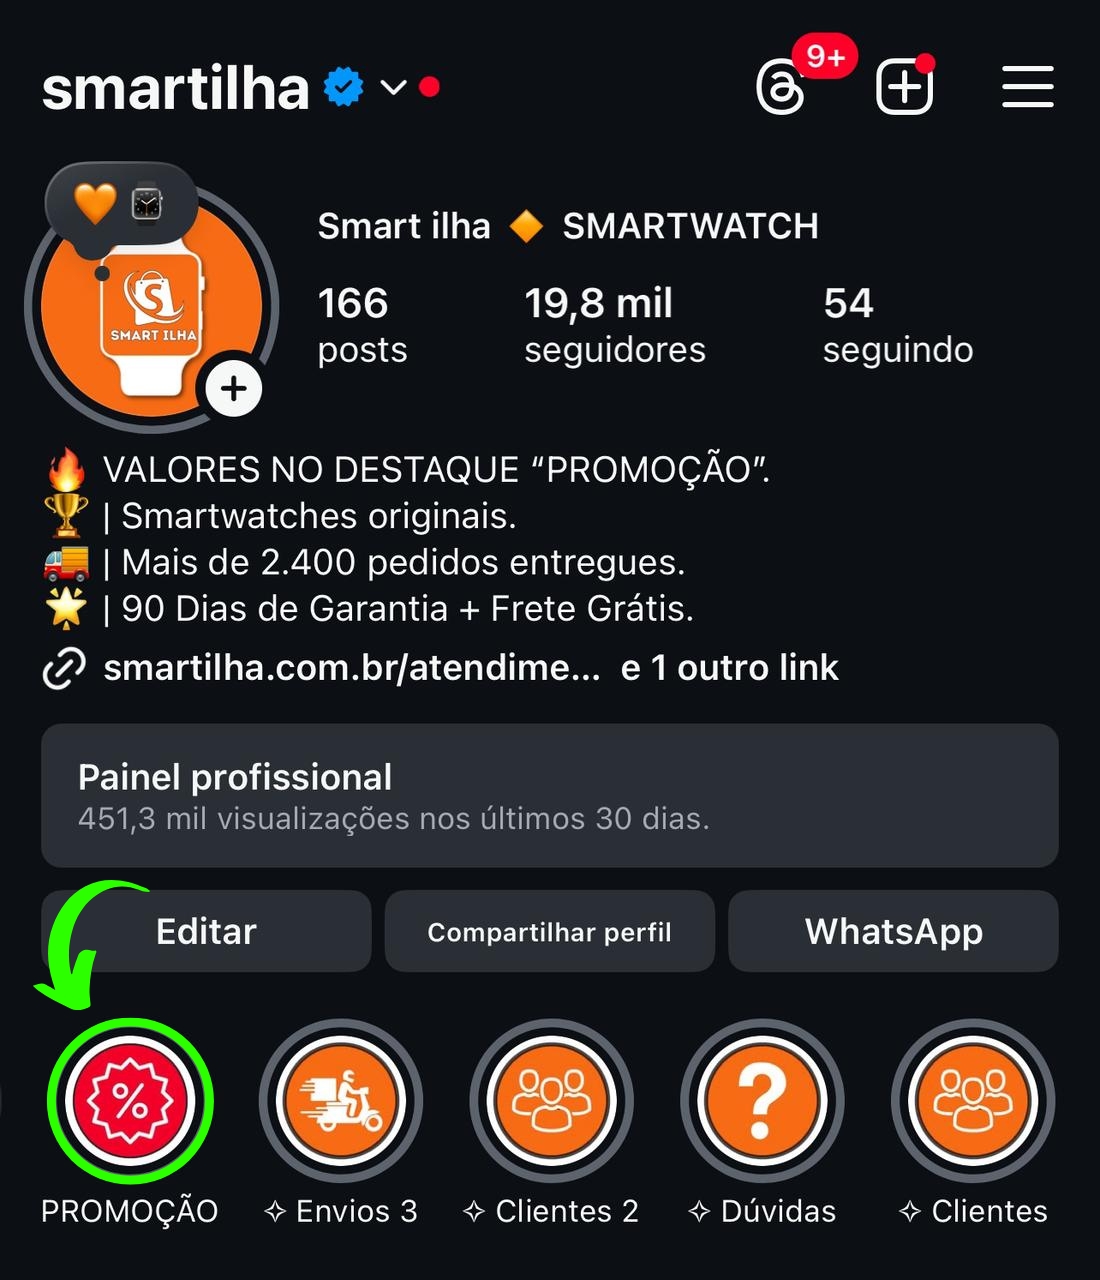 smartilha
9+
Smart ilha 🔶 SMARTWATCH
166
posts
19,8 mil
seguidores
54
seguindo
SMART ILHA
🔥 VALORES NO DESTAQUE “PROMOÇÃO”.
🏆 | Smartwatches originais.
🚚 | Mais de 2.400 pedidos entregues.
🌟 | 90 Dias de Garantia + Frete Grátis.
smartilha.com.br/atendime... e 1 outro link
Painel profissional
451,3 mil visualizações nos últimos 30 dias.
Editar
Compartilhar perfil
WhatsApp
%
?
PROMOÇÃO
✧ Envios 3
✧ Clientes 2
✧ Dúvidas
✧ Clientes